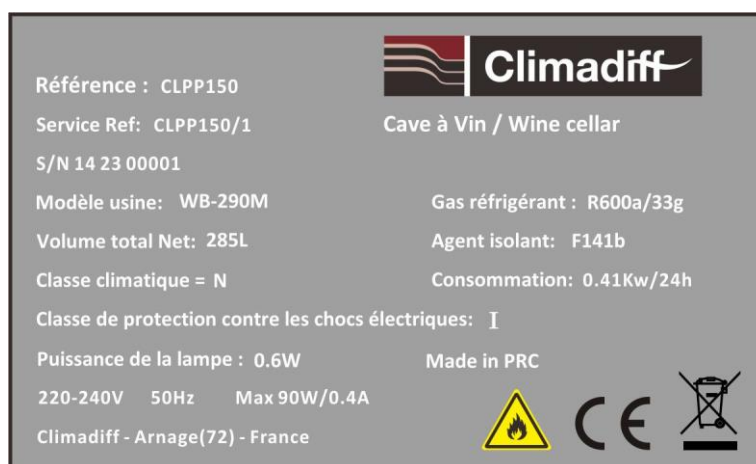 Climadiff
Référence : CLPP150
Service Ref: CLPP150/1
Cave à Vin / Wine cellar
S/N 14 23 00001
Modèle usine: WB-290M
Gas réfrigérant : R600a/33g
Volume total Net: 285L
Agent isolant: F141b
Classe climatique = N
Consommation: 0.41Kw/24h
Classe de protection contre les chocs électriques: I
Puissance de la lampe : 0.6W
Made in PRC
220-240V 50Hz Max 90W/0.4A
CE
Climadiff - Arnage(72) - France